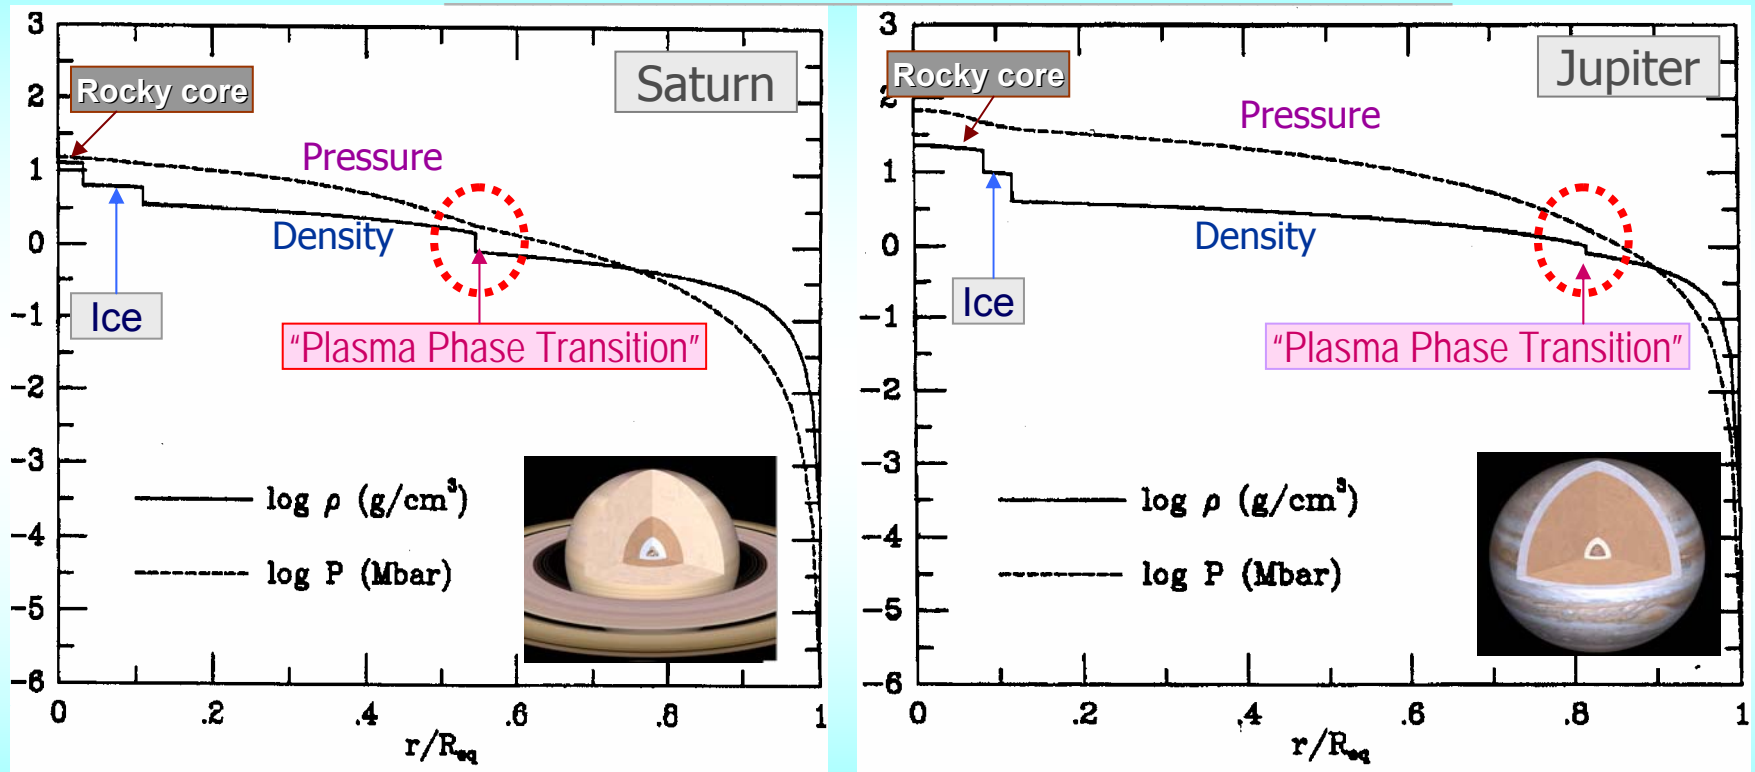 Saturn
Rocky core
Pressure
Density
Ice
"Plasma Phase Transition"
log ρ (g/cm³)
log P (Mbar)
3
2
1
0
−1
−2
−3
−4
−5
−6
0 .2 .4 .6 .8 1
r/R_eq
Jupiter
Rocky core
Pressure
Density
Ice
"Plasma Phase Transition"
log ρ (g/cm³)
log P (Mbar)
3
2
1
0
−1
−2
−3
−4
−5
−6
0 .2 .4 .6 .8 1
r/R_eq